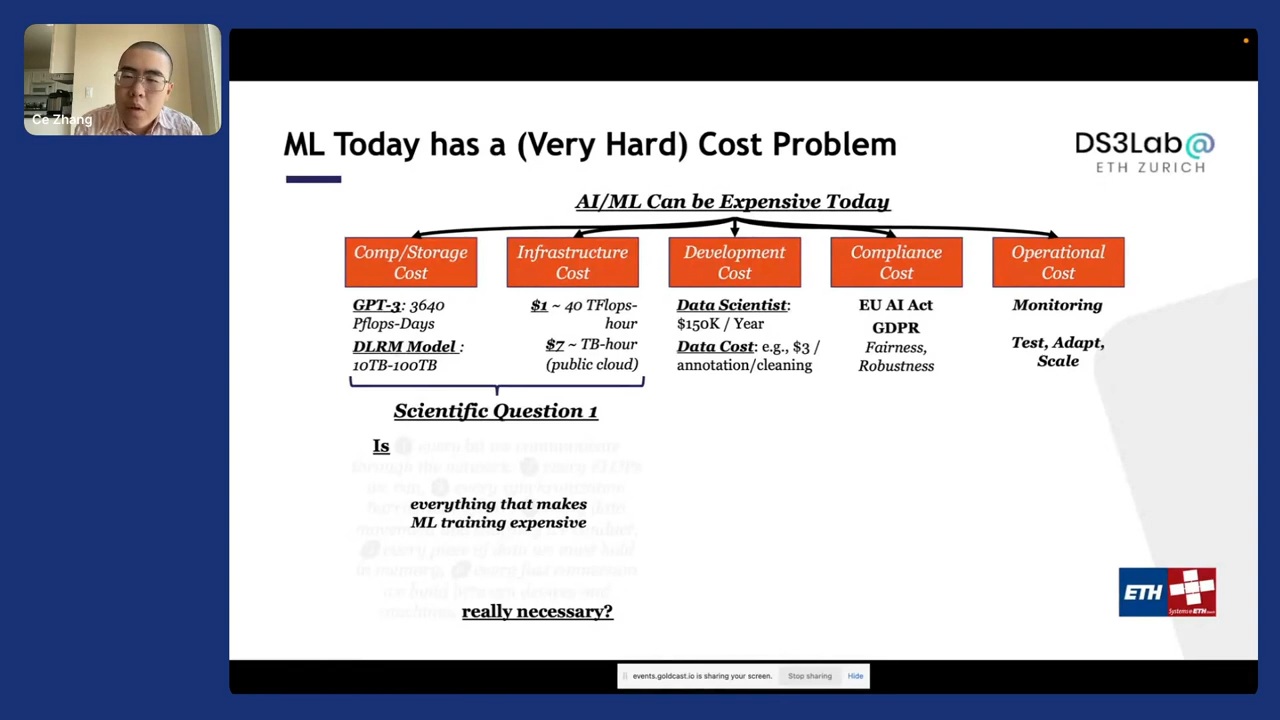 Ce Zhang
ML Today has a (Very Hard) Cost Problem
DS3Lab@
ETH ZURICH
AI/ML Can be Expensive Today
Comp/Storage
Cost
Infrastructure
Cost
Development
Cost
Compliance
Cost
Operational
Cost
GPT-3: 3640
Pflops-Days
DLRM Model :
10TB-100TB
$1 ~ 40 TFlops-
hour
$7 ~ TB-hour
(public cloud)
Data Scientist:
$150K / Year
Data Cost: e.g., $3 /
annotation/cleaning
EU AI Act
GDPR
Fairness,
Robustness
Monitoring
Test, Adapt,
Scale
Scientific Question 1
Is
everything that makes
ML training expensive
really necessary?
ETH
Systems@ETH
events.goldcast.io is sharing your screen.
Stop sharing
Hide